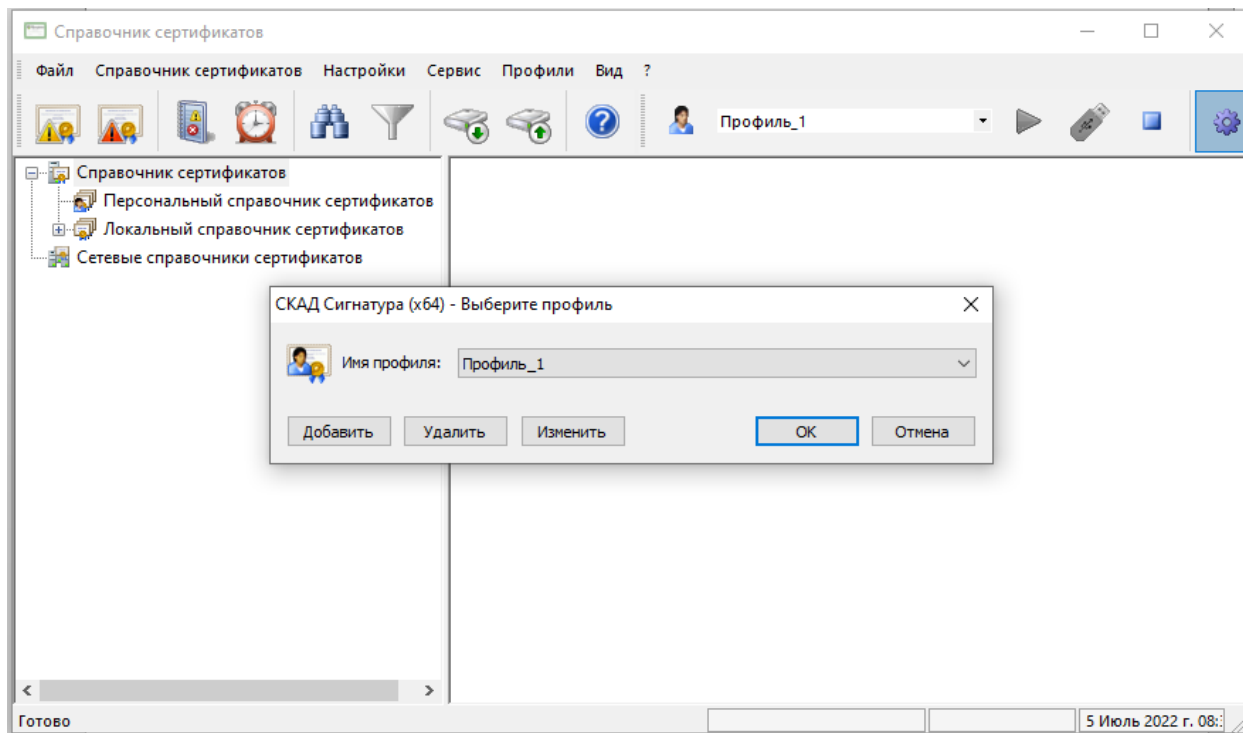 Справочник сертификатов
Файл Справочник сертификатов Настройки Сервис Профили Вид ?
Профиль_1
Справочник сертификатов
Персональный справочник сертификатов
Локальный справочник сертификатов
Сетевые справочники сертификатов
СКАД Сигнатура (x64) - Выберите профиль
Имя профиля: Профиль_1
Добавить Удалить Изменить ОК Отмена
Готово 5 Июль 2022 г. 08: